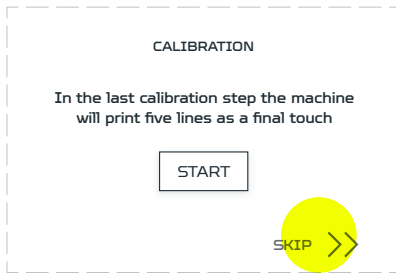 CALIBRATION
In the last calibration step the machine
will print five lines as a final touch
START
SKIP